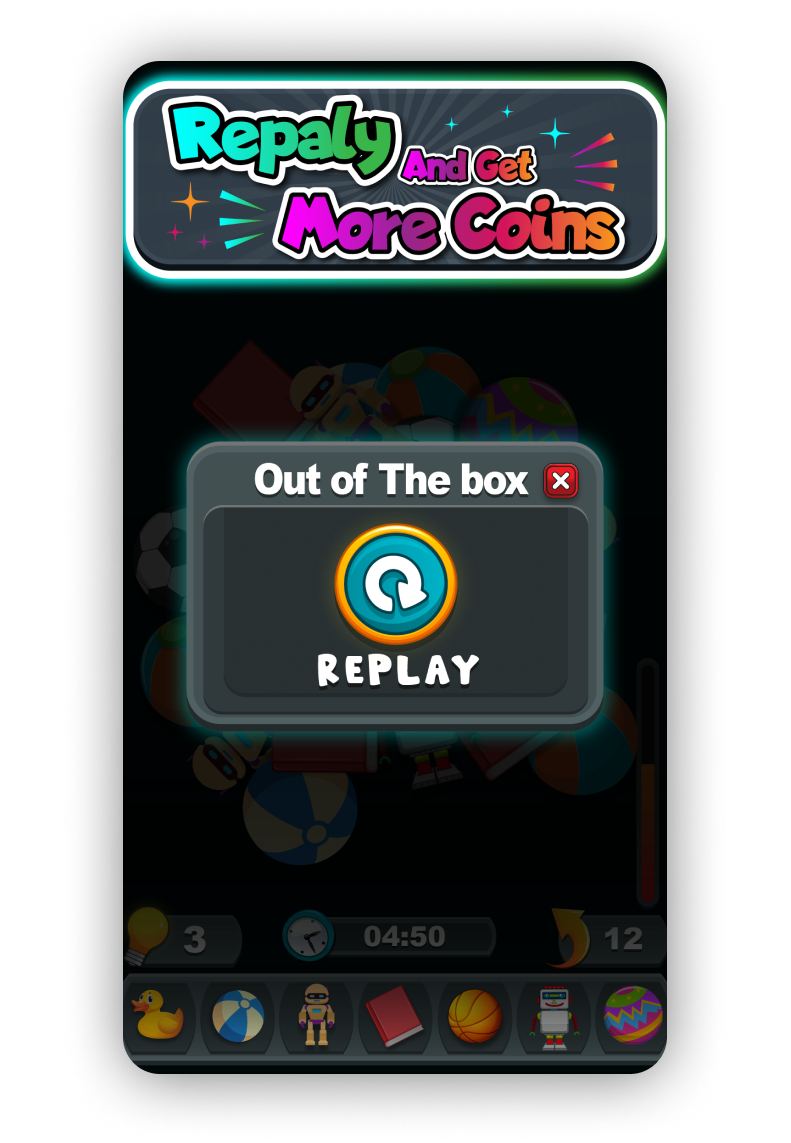 Repaly
And Get
More Coins
Out of The box
REPLAY
3
04:50
12